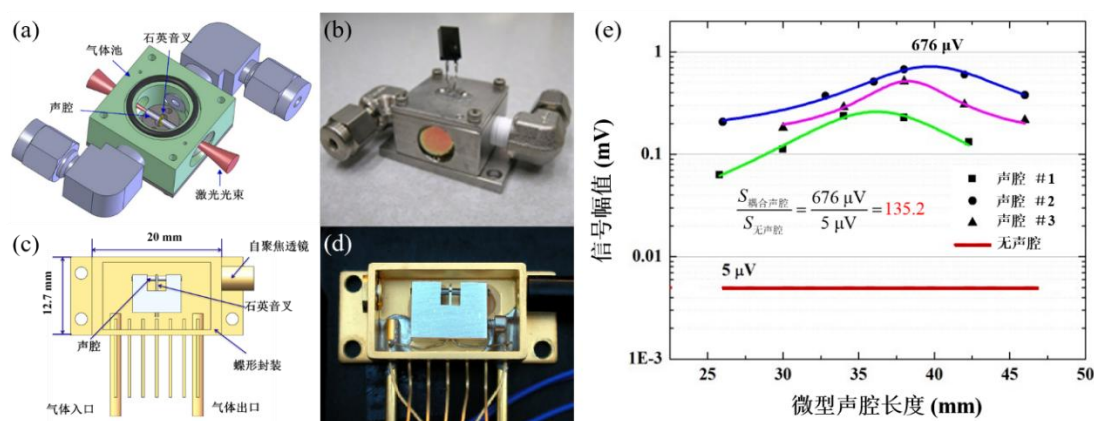 (a)
石英音叉
气体池
声腔
激光光束
(b)
(c)
20 mm
自聚焦透镜
12.7 mm
石英音叉
声腔
蝶形封装
气体入口
气体出口
(d)
(e)
信号幅值 (mV)
1
0.1
0.01
1E-3
676 μV
S耦合声腔/S无声腔 = 676 μV/5 μV = 135.2
声腔 #1
声腔 #2
声腔 #3
无声腔
5 μV
25 30 35 40 45 50
微型声腔长度 (mm)